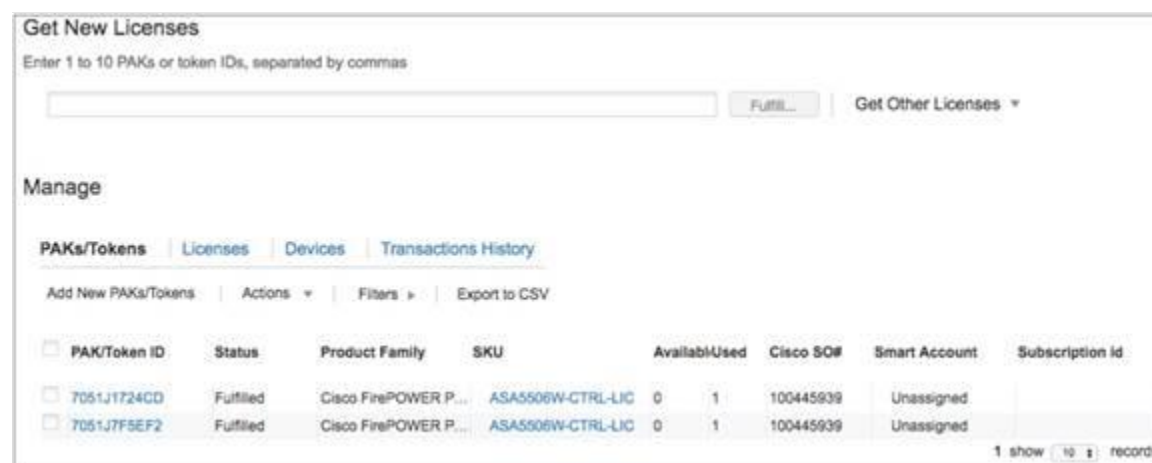 Get New Licenses
Enter 1 to 10 PAKs or token IDs, separated by commas
Fulfill... Get Other Licenses
Manage
PAKs/Tokens Licenses Devices Transactions History
Add New PAKs/Tokens Actions Filters Export to CSV
PAK/Token ID Status Product Family SKU Availabl Used Cisco SO# Smart Account Subscription Id
7051J1724CD Fulfilled Cisco FirePOWER P... ASA5506W-CTRL-LIC 0 1 100445939 Unassigned
7051J7F5EF2 Fulfilled Cisco FirePOWER P... ASA5506W-CTRL-LIC 0 1 100445939 Unassigned
1 show 10 record